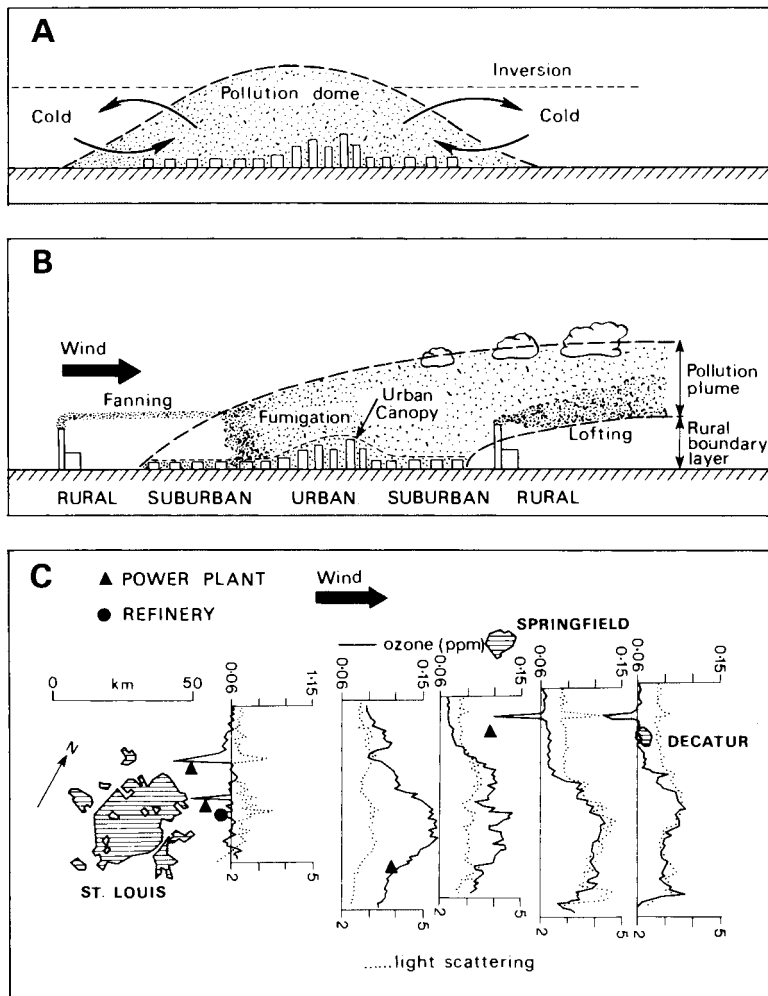 A
Inversion
Pollution dome
Cold
Cold
B
Wind
Fanning
Fumigation
Urban
Canopy
Lofting
Pollution
plume
Rural
boundary
layer
RURAL SUBURBAN URBAN SUBURBAN RURAL
C
▲ POWER PLANT
● REFINERY
Wind
SPRINGFIELD
— ozone (ppm)
0 km 50
0·06 1·15
0·06 0·15
0·06 0·15
0·06 0·15
0·06 0·15
N
DECATUR
ST. LOUIS
2 5
2 5
2 5
2 5
2 5
......light scattering